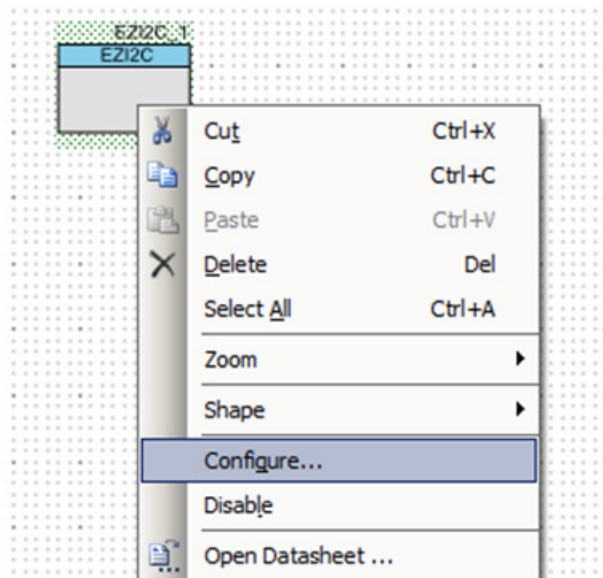 EZI2C_1
EZI2C
Cut Ctrl+X
Copy Ctrl+C
Paste Ctrl+V
Delete Del
Select All Ctrl+A
Zoom
Shape
Configure...
Disable
Open Datasheet ...